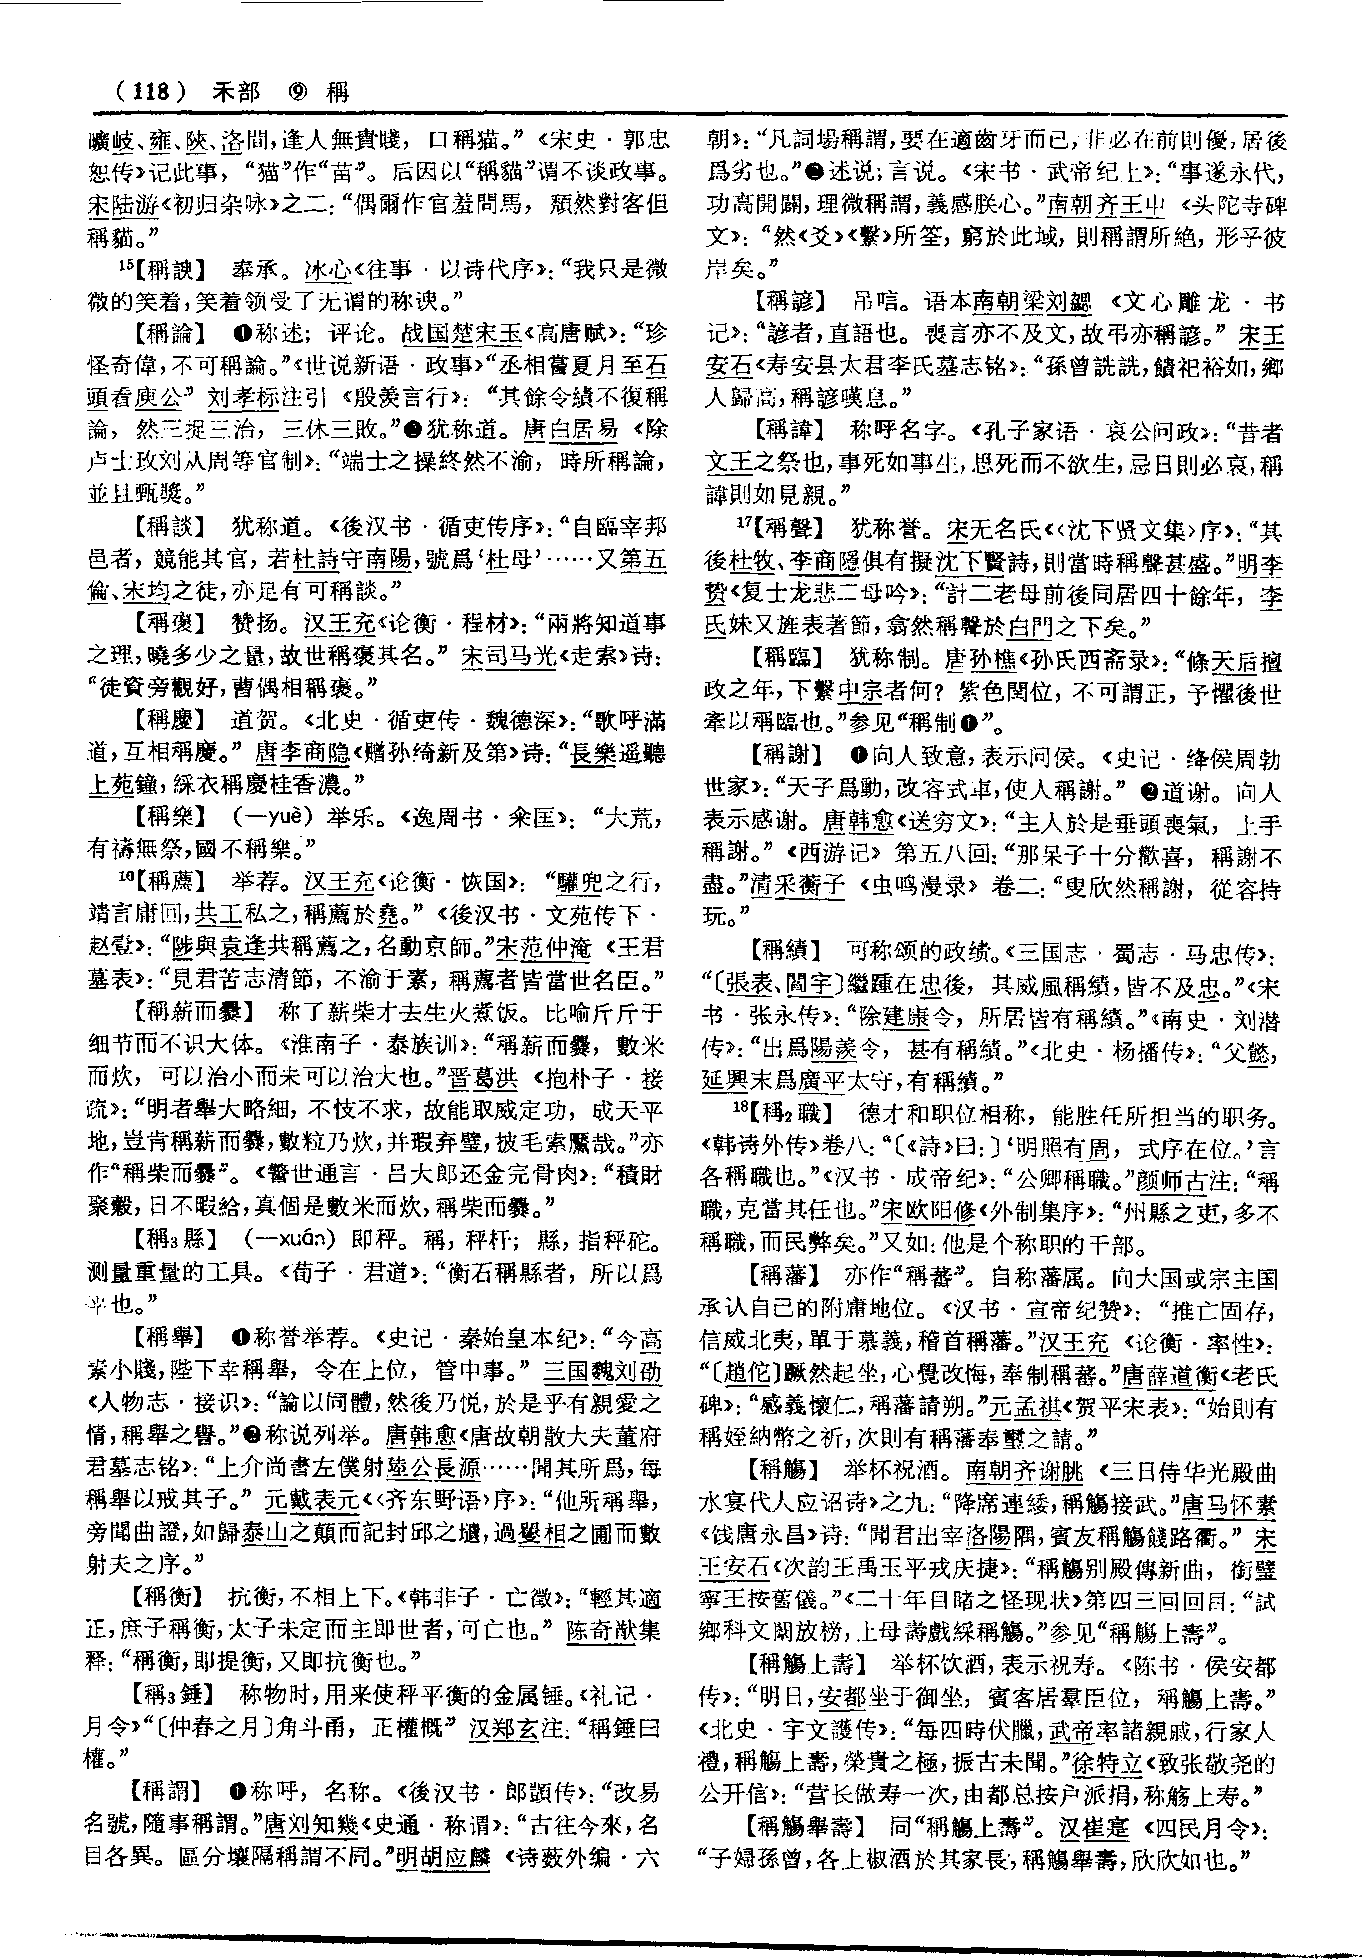 (118) 禾部 ⑨ 稱
曠岐、雍、陝、洛間，逢人無貴賤，口稱猫。”《宋史·郭忠
恕传》记此事，“猫”作“苗”。后因以“稱貓”谓不谈政事。
宋陆游《初归杂咏》之二：“偶爾作官羞問馬，頹然對客但
稱貓。”
15【稱諛】 奉承。冰心《往事·以诗代序》：“我只是微
微的笑着，笑着领受了无谓的称谀。”
【稱論】 ❶称述；评论。战国楚宋玉《高唐赋》：“珍
怪奇偉，不可稱論。”《世说新语·政事》“丞相嘗夏月至石
頭看庾公” 刘孝标注引《殷羡言行》：“其餘令績不復稱
論，然三捉三治，三休三敗。”❷犹称道。唐白居易《除
卢士玫刘从周等官制》：“端士之操終然不渝，時所稱論，
並且甄獎。”
【稱談】 犹称道。《後汉书·循吏传序》：“自臨宰邦
邑者，競能其官，若杜詩守南陽，號爲‘杜母’……又第五
倫、宋均之徒，亦足有可稱談。”
【稱褒】 赞扬。汉王充《论衡·程材》：“兩將知道事
之理，曉多少之量，故世稱褒其名。” 宋司马光《走索》诗：
“徒資旁觀好，曹偶相稱褒。”
【稱慶】 道贺。《北史·循吏传·魏德深》：“歌呼滿
道，互相稱慶。” 唐李商隐《赠孙绮新及第》诗：“長樂遥聽
上苑鐘，綵衣稱慶桂香濃。”
【稱樂】 （—yuè）举乐。《逸周书·籴匡》：“大荒，
有禱無祭，國不稱樂。”
16【稱薦】 举荐。汉王充《论衡·恢国》：“驩兜之行，
靖言庸回，共工私之，稱薦於堯。”《後汉书·文苑传下·
赵壹》：“陟與袁逢共稱薦之，名動京師。”宋范仲淹《王君
墓表》：“見君苦志清節，不渝于素，稱薦者皆當世名臣。”
【稱薪而爨】 称了薪柴才去生火煮饭。比喻斤斤于
细节而不识大体。《淮南子·泰族训》：“稱薪而爨，數米
而炊，可以治小而未可以治大也。”晋葛洪《抱朴子·接
疏》：“明者舉大略細，不忮不求，故能取威定功，成天平
地，豈肯稱薪而爨，數粒乃炊，并瑕弃璧，披毛索黶哉。”亦
作“稱柴而爨”。《警世通言·吕大郎还金完骨肉》：“積財
聚穀，日不暇給，真個是數米而炊，稱柴而爨。”
【稱3縣】 （—xuán）即秤。稱，秤杆；縣，指秤砣。
测量重量的工具。《荀子·君道》：“衡石稱縣者，所以爲
平也。”
【稱舉】 ❶称誉举荐。《史记·秦始皇本纪》：“今高
素小賤，陛下幸稱舉，令在上位，管中事。” 三国魏刘劭
《人物志·接识》：“論以同體，然後乃悦，於是乎有親愛之
情，稱舉之譽。”❷称说列举。唐韩愈《唐故朝散大夫董府
君墓志铭》：“上介尚書左僕射陸公長源……聞其所爲，每
稱舉以戒其子。” 元戴表元《〈齐东野语〉序》：“他所稱舉，
旁聞曲證，如歸泰山之顛而記封邱之壝，過矍相之圃而數
射夫之序。”
【稱衡】 抗衡，不相上下。《韩非子·亡徵》：“輕其適
正，庶子稱衡，太子未定而主即世者，可亡也。” 陈奇猷集
释：“稱衡，即提衡，又即抗衡也。”
【稱3錘】 称物时，用来使秤平衡的金属锤。《礼记·
月令》“〔仲春之月〕角斗甬，正權概” 汉郑玄注：“稱錘曰
權。”
【稱謂】 ❶称呼，名称。《後汉书·郎顗传》：“改易
名號，隨事稱謂。”唐刘知幾《史通·称谓》：“古往今來，名
目各異。區分壤隔稱謂不同。”明胡应麟《诗薮外编·六
朝》：“凡詞場稱謂，要在適齒牙而已，非必在前則優，居後
爲劣也。”❷述说；言说。《宋书·武帝纪上》：“事遂永代，
功高開闢，理微稱謂，義感朕心。”南朝齐王屮《头陀寺碑
文》：“然《爻》《繫》所筌，窮於此域，則稱謂所絶，形乎彼
岸矣。”
【稱諺】 吊唁。语本南朝梁刘勰《文心雕龙·书
记》：“諺者，直語也。喪言亦不及文，故弔亦稱諺。” 宋王
安石《寿安县太君李氏墓志铭》：“孫曾詵詵，饋祀裕如，鄉
人歸高，稱諺嘆息。”
【稱諱】 称呼名字。《孔子家语·哀公问政》：“昔者
文王之祭也，事死如事生，思死而不欲生，忌日則必哀，稱
諱則如見親。”
17【稱聲】 犹称誉。宋无名氏《〈沈下贤文集〉序》：“其
後杜牧、李商隱俱有擬沈下賢詩，則當時稱聲甚盛。”明李
贽《复士龙悲二母吟》：“計二老母前後同居四十餘年，李
氏妹又旌表著節，翕然稱聲於白門之下矣。”
【稱臨】 犹称制。唐孙樵《孙氏西斋录》：“條天后擅
政之年，下繫中宗者何？紫色閏位，不可謂正，予懼後世
牽以稱臨也。”参见“稱制❶”。
【稱謝】 ❶向人致意，表示问侯。《史记·绛侯周勃
世家》：“天子爲動，改容式車，使人稱謝。” ❷道谢。向人
表示感谢。唐韩愈《送穷文》：“主人於是垂頭喪氣，上手
稱謝。”《西游记》第五八回：“那呆子十分歡喜，稱謝不
盡。”清采蘅子《虫鸣漫录》卷二：“叟欣然稱謝，從容持
玩。”
【稱績】 可称颂的政绩。《三国志·蜀志·马忠传》：
“〔張表、閻宇〕繼踵在忠後，其威風稱績，皆不及忠。”《宋
书·张永传》：“除建康令，所居皆有稱績。”《南史·刘潜
传》：“出爲陽羨令，甚有稱績。”《北史·杨播传》：“父懿，
延興末爲廣平太守，有稱績。”
18【稱2職】 德才和职位相称，能胜任所担当的职务。
《韩诗外传》卷八：“〔《詩》曰：〕‘明照有周，式序在位。’言
各稱職也。”《汉书·成帝纪》：“公卿稱職。”颜师古注：“稱
職，克當其任也。”宋欧阳修《外制集序》：“州縣之吏，多不
稱職，而民弊矣。”又如：他是个称职的干部。
【稱藩】 亦作“稱蕃”。自称藩属。向大国或宗主国
承认自己的附庸地位。《汉书·宣帝纪赞》：“推亡固存，
信威北夷，單于慕義，稽首稱藩。”汉王充《论衡·率性》：
“〔趙佗〕蹶然起坐，心覺改悔，奉制稱蕃。”唐薛道衡《老氏
碑》：“感義懷仁，稱藩請朔。”元孟祺《贺平宋表》：“始則有
稱姪納幣之祈，次則有稱藩奉璽之請。”
【稱觴】 举杯祝酒。南朝齐谢朓《三日侍华光殿曲
水宴代人应诏诗》之九：“降席連緌，稱觴接武。”唐马怀素
《饯唐永昌》诗：“聞君出宰洛陽隅，賓友稱觴餞路衢。” 宋
王安石《次韵王禹玉平戎庆捷》：“稱觴别殿傳新曲，銜璧
寧王按舊儀。”《二十年目睹之怪现状》第四三回回目：“試
鄉科文闈放榜，上母壽戲綵稱觴。”参见“稱觴上壽”。
【稱觴上壽】 举杯饮酒，表示祝寿。《陈书·侯安都
传》：“明日，安都坐于御坐，賓客居羣臣位，稱觴上壽。”
《北史·宇文護传》：“每四時伏臘，武帝率諸親戚，行家人
禮，稱觴上壽，榮貴之極，振古未聞。”徐特立《致张敬尧的
公开信》：“营长做寿一次，由都总按户派捐，称觞上寿。”
【稱觴舉壽】 同“稱觴上壽”。汉崔寔《四民月令》：
“子婦孫曾，各上椒酒於其家長，稱觴舉壽，欣欣如也。”